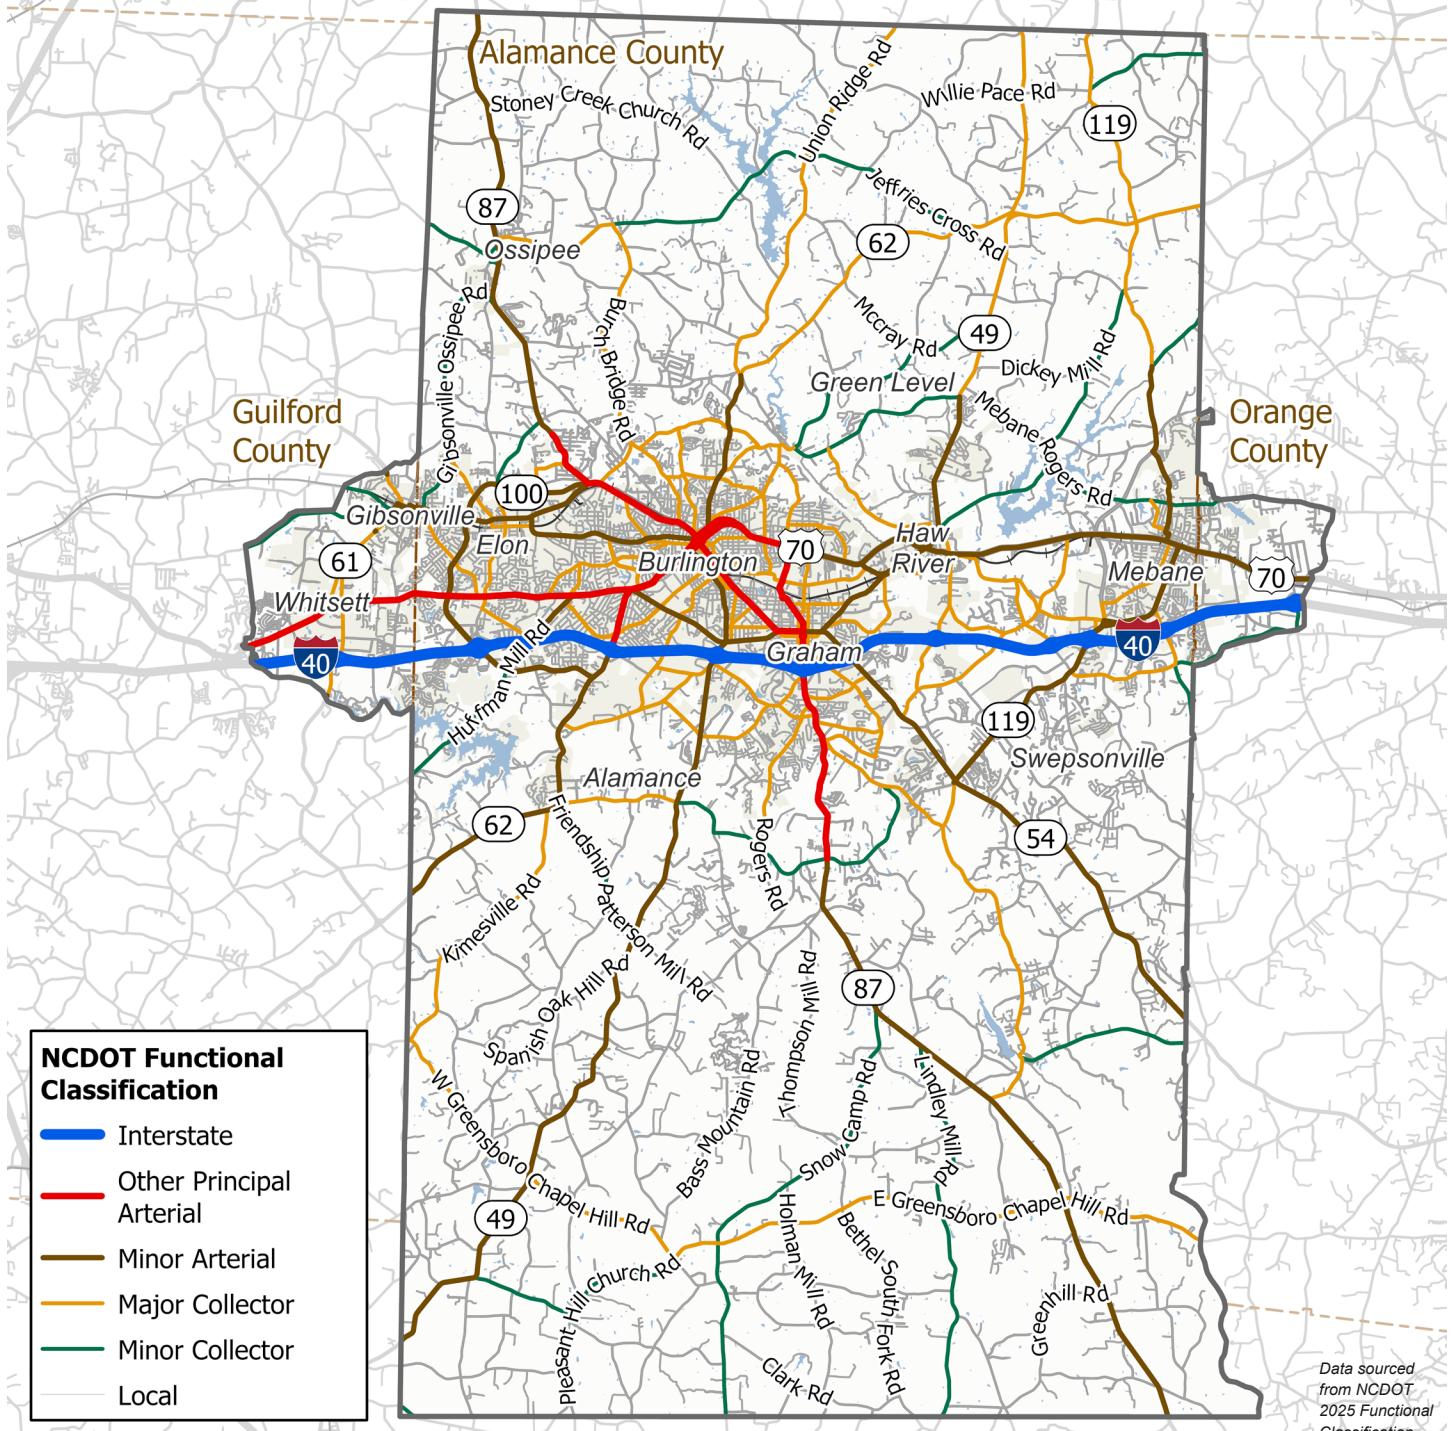 Alamance County
Stoney Creek Church Rd
Union Ridge Rd
Willie Pace Rd
119
87
Ossipee
Jeffries Cross Rd
62
Gibsonville Ossipee Rd
Burch Bridge Rd
Mccray Rd
49
Dickey Mill Rd
Green Level
Mebane Rogers Rd
Guilford
County
Orange
County
100
Gibsonville
Elon
61
Whitsett
40
Burlington
70
Haw
River
Mebane
70
40
Graham
Huffman Mill Rd
119
Swepsonville
Alamance
62
54
Friendship Patterson Mill Rd
Rogers Rd
Kimesville Rd
Spanish Oak Hill Rd
87
Thompson Mill Rd
Bass Mountain Rd
Snow Camp Rd
Lindley Mill Rd
W Greensboro Chapel Hill Rd
E Greensboro Chapel Hill Rd
49
Holman Mill Rd
Bethel South Fork Rd
Pleasant Hill Church Rd
Greenhill Rd
Clark Rd
NCDOT Functional
Classification
Interstate
Other Principal
Arterial
Minor Arterial
Major Collector
Minor Collector
Local
Data sourced
from NCDOT
2025 Functional
Classification